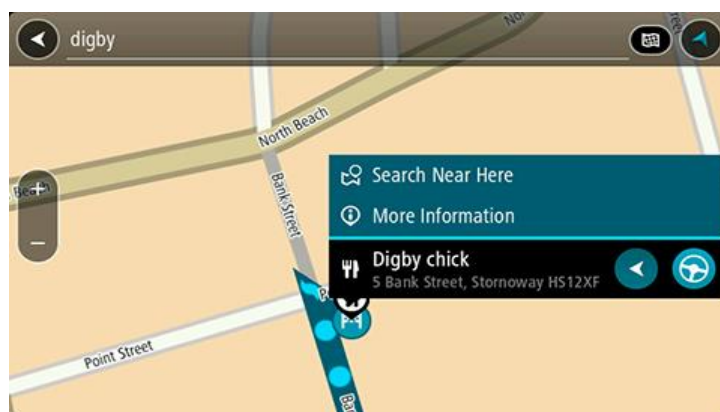 digby
North Beach
Bank Street
Search Near Here
More Information
Digby chick
5 Bank Street, Stornoway HS12XF
Point Street